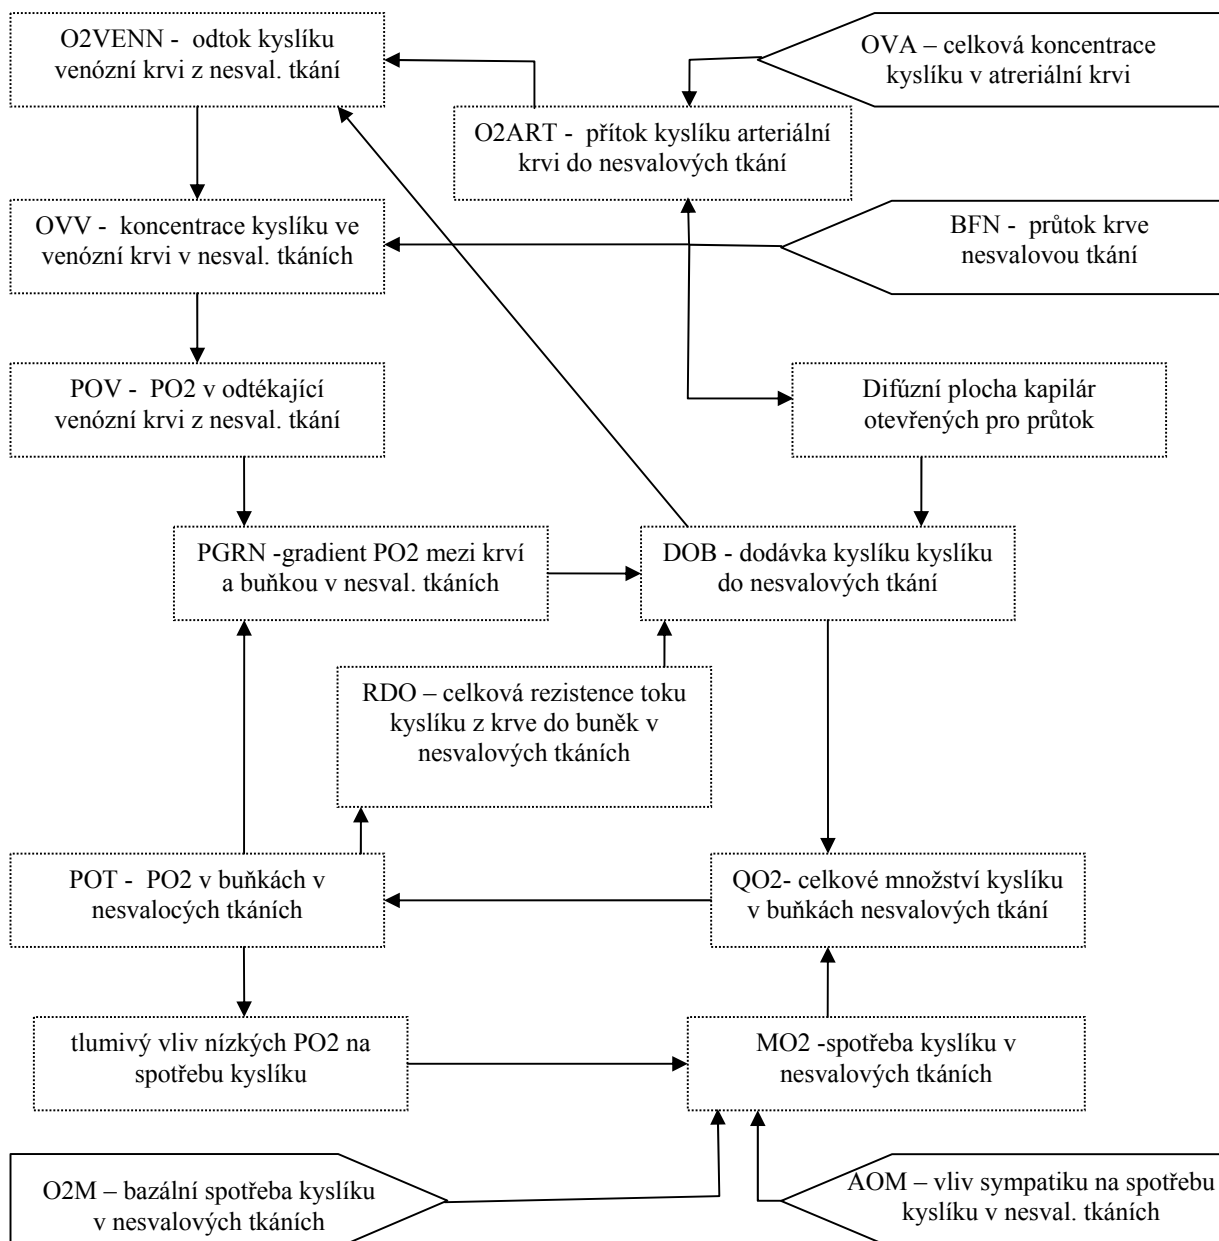 O2VENN - odtok kyslíku
venózní krvi z nesval. tkání
OVA – celková koncentrace
kyslíku v atreriální krvi
O2ART - přítok kyslíku arteriální
krvi do nesvalových tkání
OVV - koncentrace kyslíku ve
venózní krvi v nesval. tkáních
BFN - průtok krve
nesvalovou tkání
POV - PO2 v odtékající
venózní krvi z nesval. tkání
Difúzní plocha kapilár
otevřených pro průtok
PGRN -gradient PO2 mezi krví
a buňkou v nesval. tkáních
DOB - dodávka kyslíku kyslíku
do nesvalových tkání
RDO – celková rezistence toku
kyslíku z krve do buněk v
nesvalových tkáních
POT - PO2 v buňkách v
nesvalocých tkáních
QO2- celkové množství kyslíku
v buňkách nesvalových tkání
tlumivý vliv nízkých PO2 na
spotřebu kyslíku
MO2 -spotřeba kyslíku v
nesvalových tkáních
O2M – bazální spotřeba kyslíku
v nesvalových tkáních
AOM – vliv sympatiku na spotřebu
kyslíku v nesval. tkáních